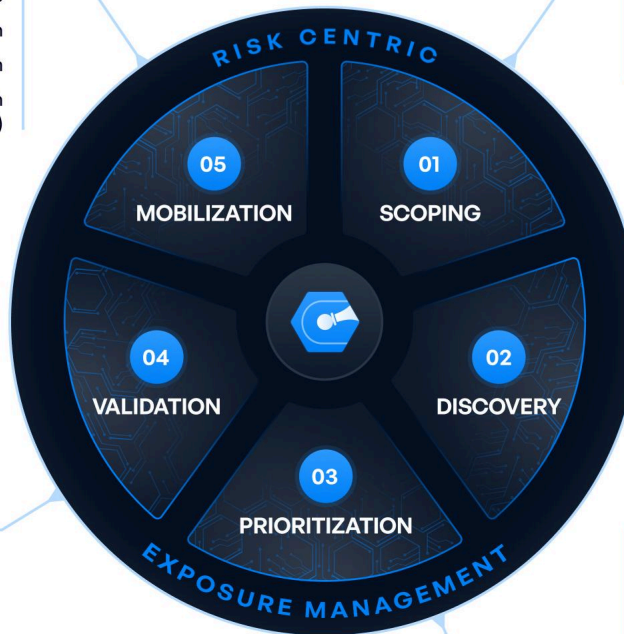 RISK CENTRIC
01
SCOPING
02
DISCOVERY
03
PRIORITIZATION
04
VALIDATION
05
MOBILIZATION
EXPOSURE MANAGEMENT